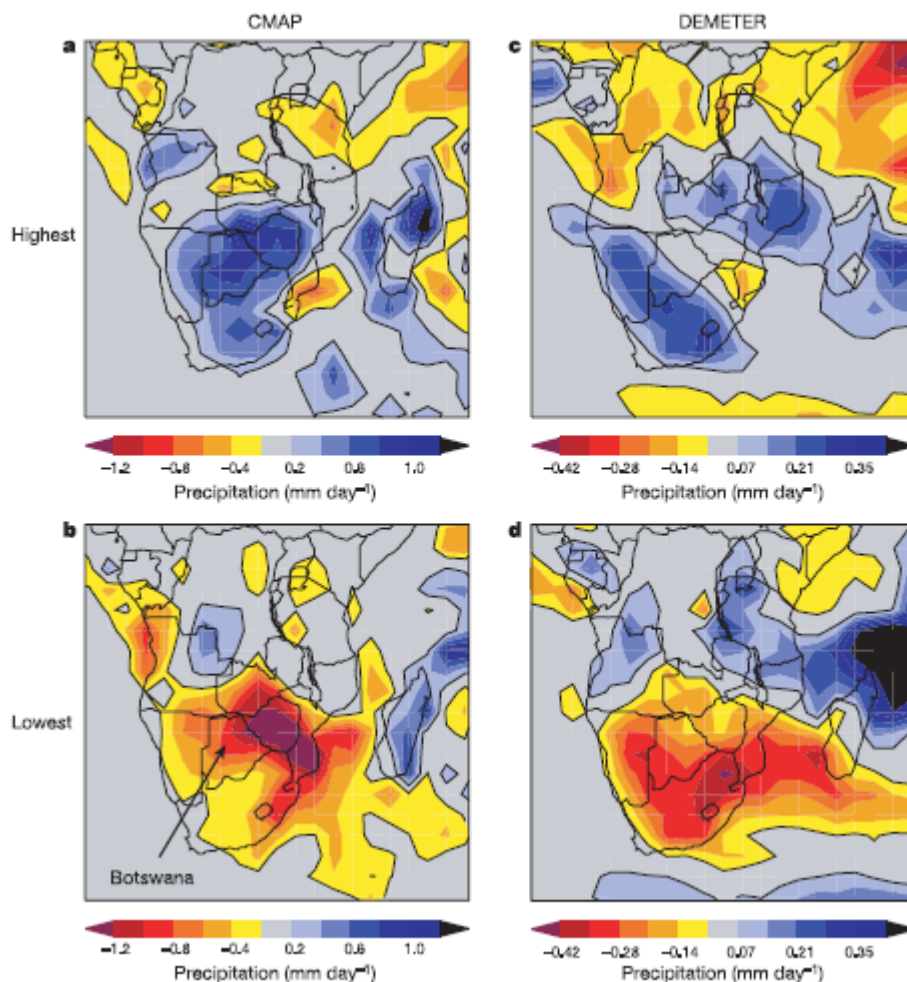 CMAP
DEMETER
a
c
Highest
−1.2 −0.8 −0.4 0.2 0.6 1.0
Precipitation (mm day⁻¹)
−0.42 −0.28 −0.14 0.07 0.21 0.35
Precipitation (mm day⁻¹)
b
d
Lowest
Botswana
−1.2 −0.8 −0.4 0.2 0.6 1.0
Precipitation (mm day⁻¹)
−0.42 −0.28 −0.14 0.07 0.21 0.35
Precipitation (mm day⁻¹)